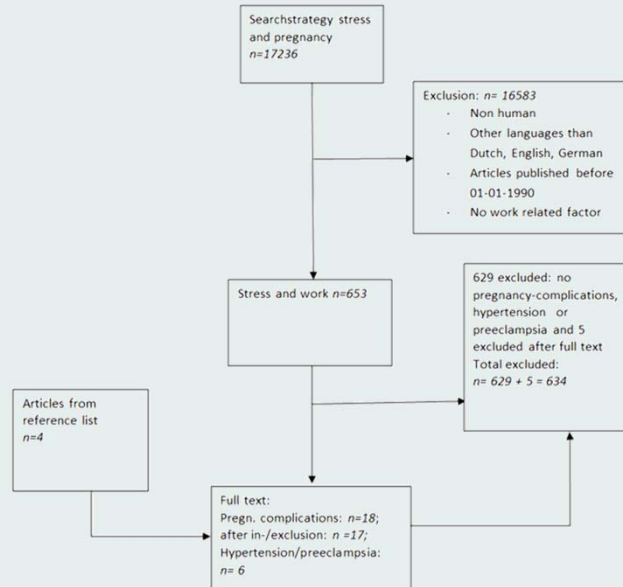 Searchstrategy stress
and pregnancy
n=17236
Exclusion: n= 16583
· Non human
· Other languages than
Dutch, English, German
· Articles published before
01-01-1990
· No work related factor
Stress and work n=653
629 excluded: no
pregnancy-complications,
hypertension or
preeclampsia and 5
excluded after full text
Total excluded:
n= 629 + 5 = 634
Articles from
reference list
n=4
Full text:
Pregn. complications: n=18;
after in-/exclusion: n =17;
Hypertension/preeclampsia:
n= 6